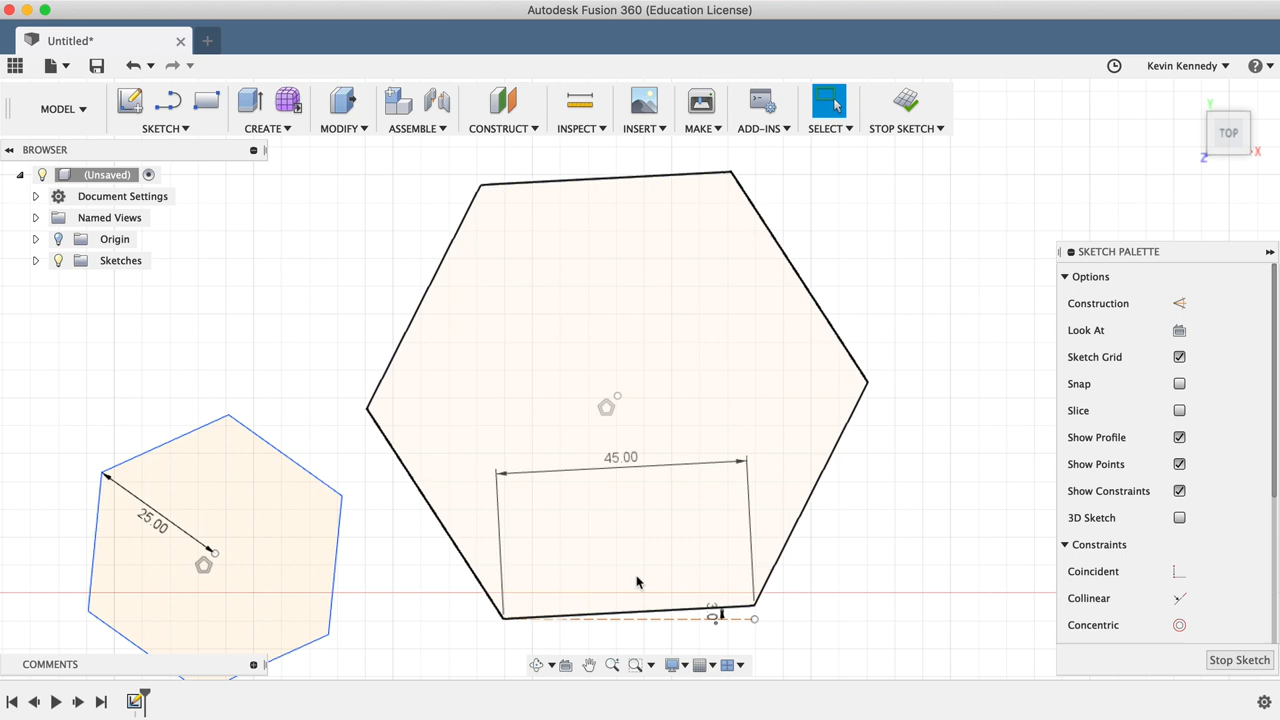 Autodesk Fusion 360 (Education License)
Untitled*
Kevin Kennedy
MODEL
SKETCH
CREATE
MODIFY
ASSEMBLE
CONSTRUCT
INSPECT
INSERT
MAKE
ADD-INS
SELECT
STOP SKETCH
BROWSER
(Unsaved)
Document Settings
Named Views
Origin
Sketches
Y
TOP
Z
X
45.00
25.00
3.0°
SKETCH PALETTE
Options
Construction
Look At
Sketch Grid
Snap
Slice
Show Profile
Show Points
Show Constraints
3D Sketch
Constraints
Coincident
Collinear
Concentric
Stop Sketch
COMMENTS